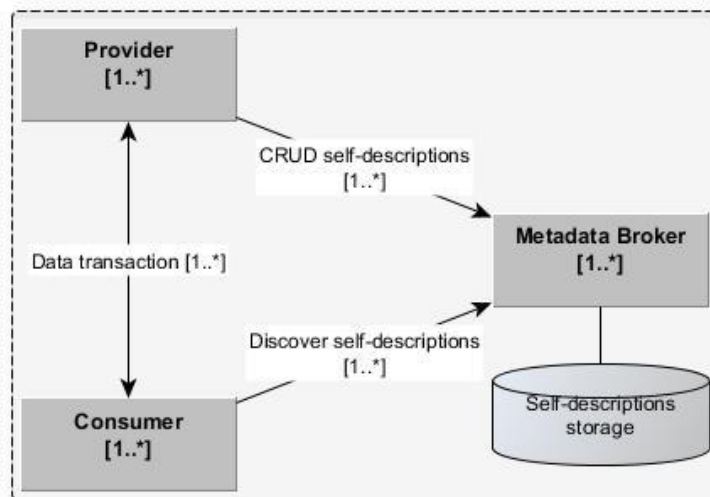 Provider
[1..*]
CRUD self-descriptions
[1..*]
Metadata Broker
[1..*]
Data transaction [1..*]
Discover self-descriptions
[1..*]
Self-descriptions
storage
Consumer
[1..*]